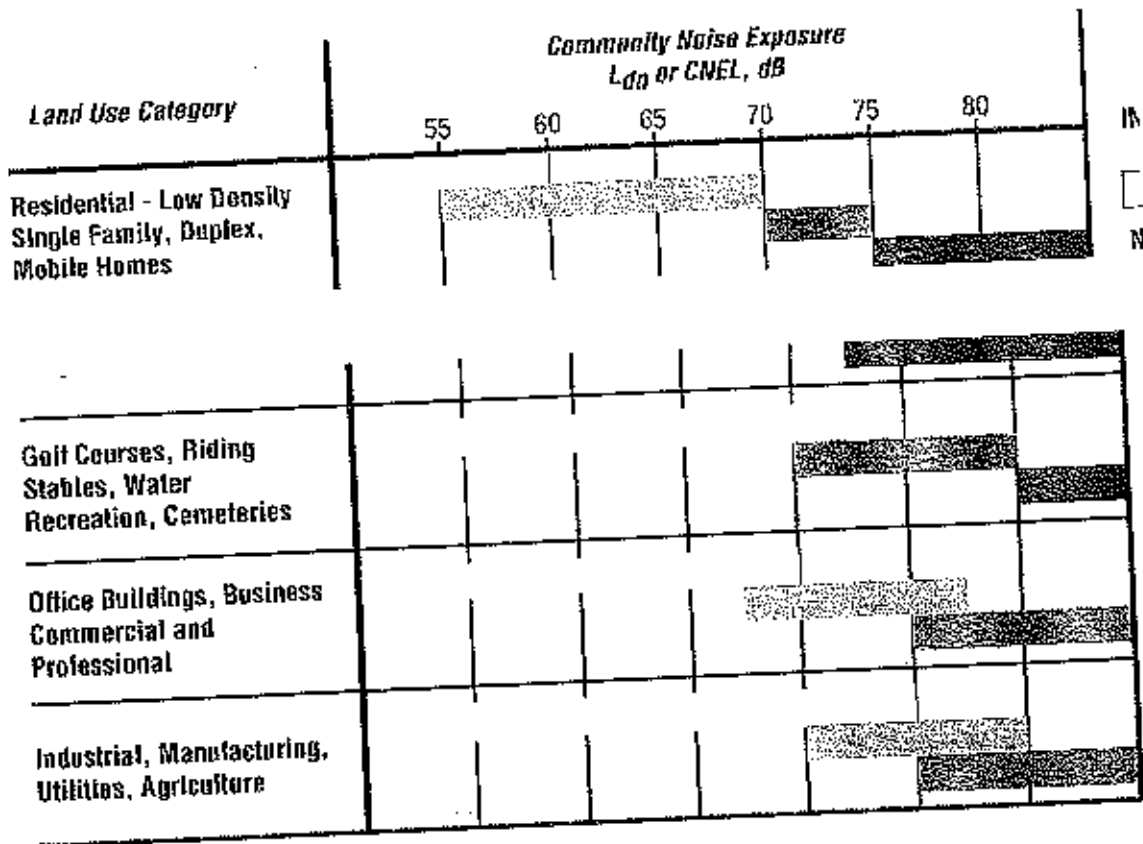 Community Noise Exposure
Ldn or CNEL, dB
Land Use Category
55 60 65 70 75 80
IN
Residential - Low Density
Single Family, Duplex,
Mobile Homes
N
Golf Courses, Riding
Stables, Water
Recreation, Cemeteries
Office Buildings, Business
Commercial and
Professional
Industrial, Manufacturing,
Utilities, Agriculture